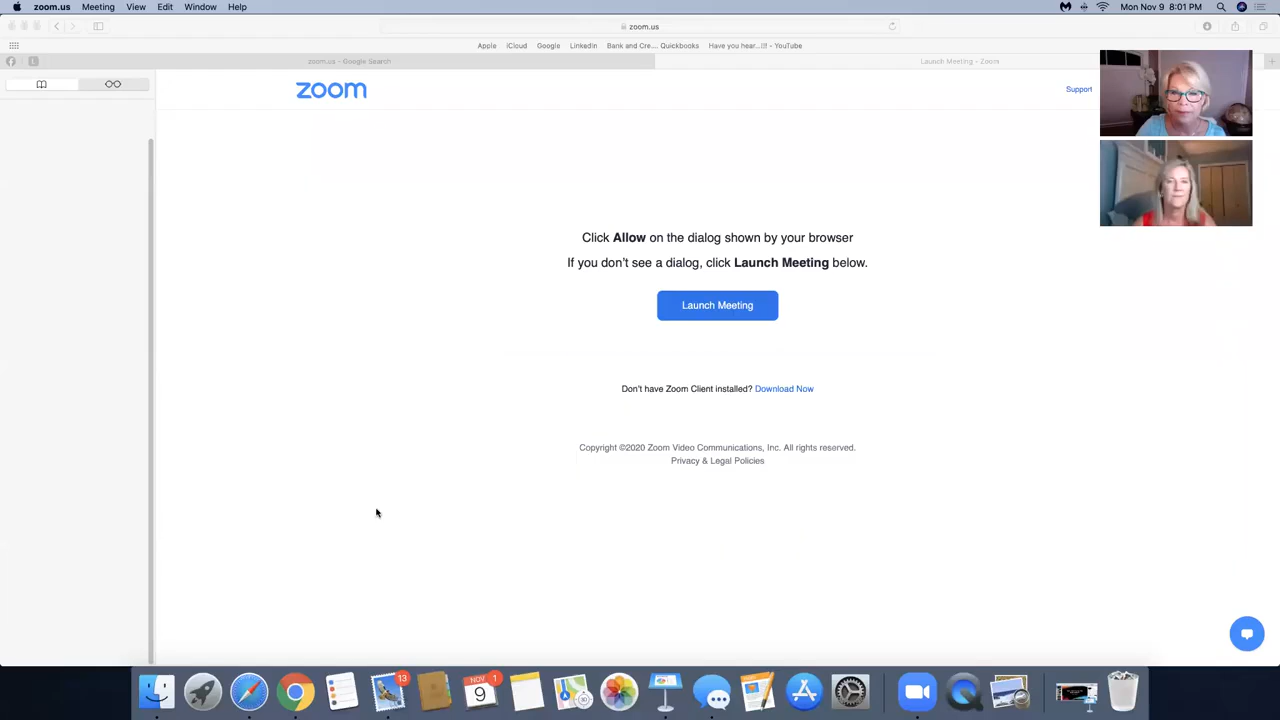 zoom.us Meeting View Edit Window Help Mon Nov 9 8:01 PM
zoom.us
Apple iCloud Google LinkedIn Bank and Cre.... Quickbooks Have you hear...!!! - YouTube
L zoom.us - Google Search Launch Meeting - Zoom
zoom Support
Click Allow on the dialog shown by your browser
If you don't see a dialog, click Launch Meeting below.
Launch Meeting
Don't have Zoom Client installed? Download Now
Copyright ©2020 Zoom Video Communications, Inc. All rights reserved.
Privacy & Legal Policies
13 NOV 1
9